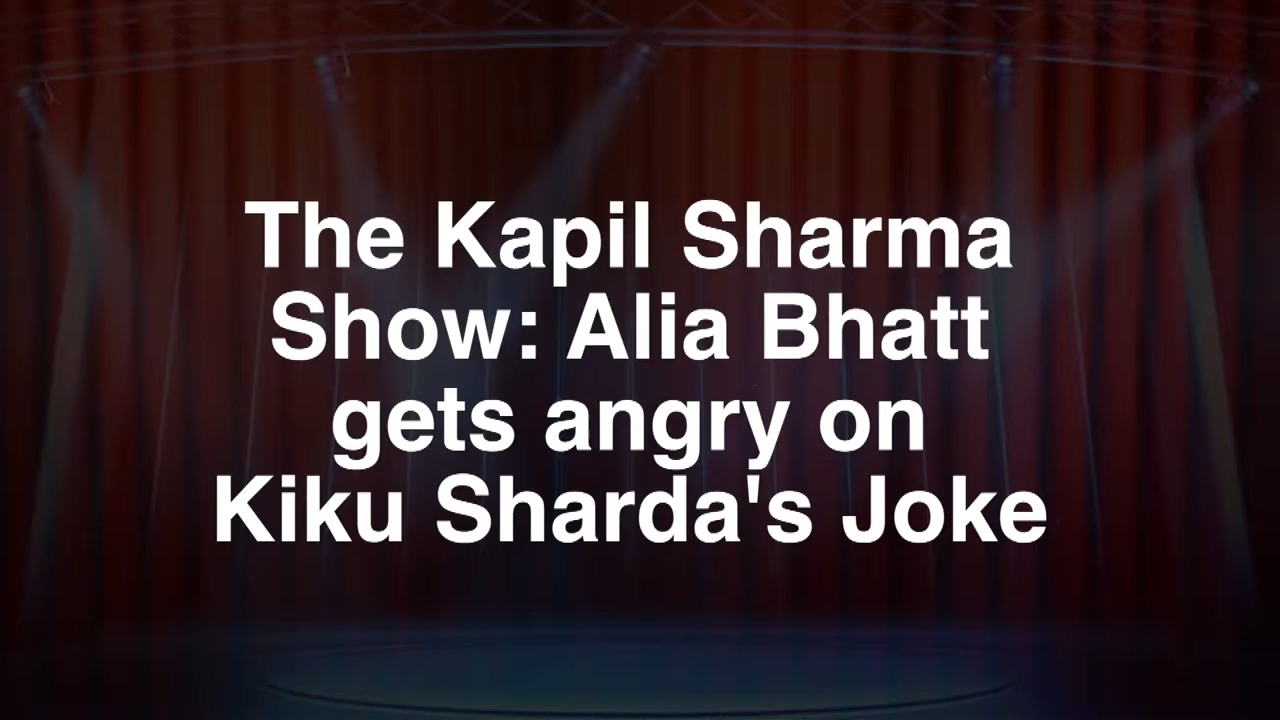 The Kapil Sharma
Show: Alia Bhatt
gets angry on
Kiku Sharda's Joke